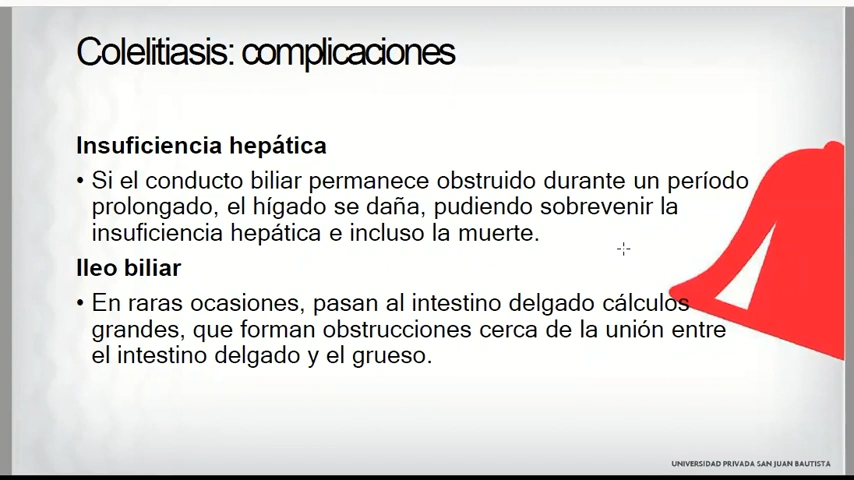 Colelitiasis: complicaciones
Insuficiencia hepática
• Si el conducto biliar permanece obstruido durante un período
prolongado, el hígado se daña, pudiendo sobrevenir la
insuficiencia hepática e incluso la muerte.
Ileo biliar
• En raras ocasiones, pasan al intestino delgado cálculos
grandes, que forman obstrucciones cerca de la unión entre
el intestino delgado y el grueso.
UNIVERSIDAD PRIVADA SAN JUAN BAUTISTA